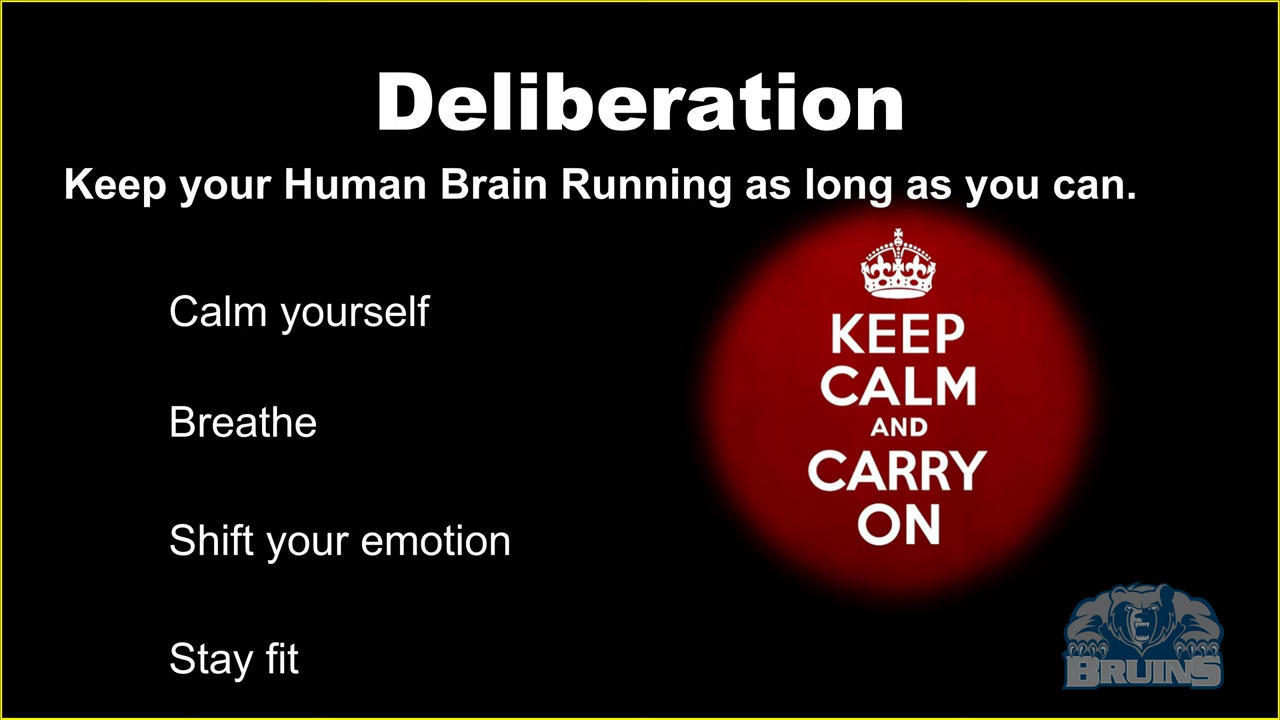 Deliberation
Keep your Human Brain Running as long as you can.
Calm yourself
Breathe
Shift your emotion
Stay fit
KEEP
CALM
AND
CARRY
ON
BRUINS